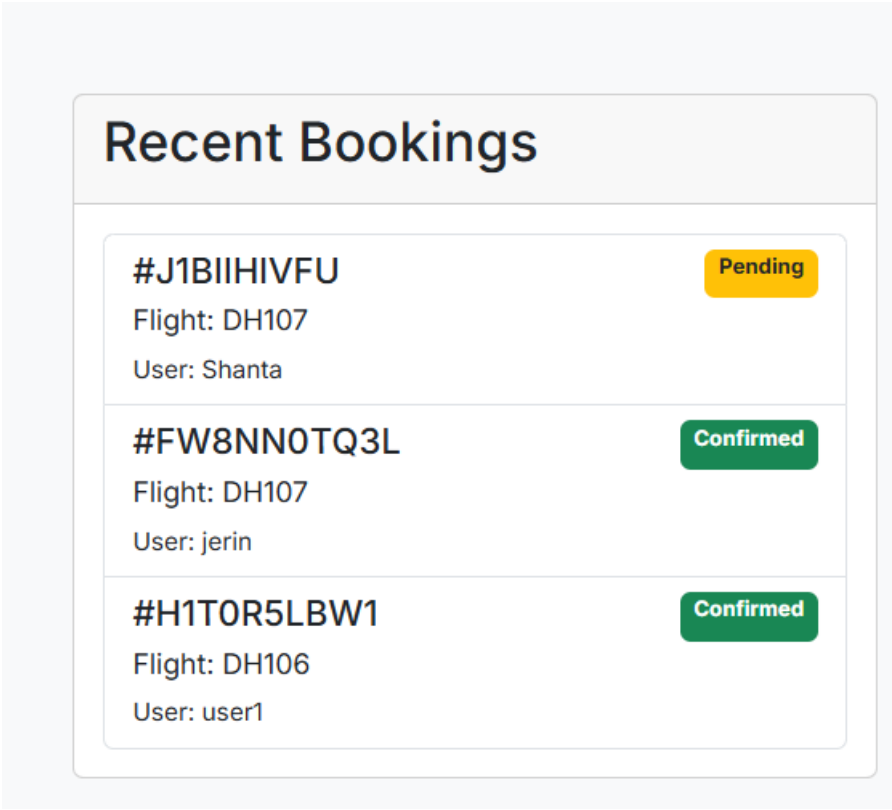 Recent Bookings
#J1BIIHIVFU
Pending
Flight: DH107
User: Shanta
#FW8NN0TQ3L
Confirmed
Flight: DH107
User: jerin
#H1T0R5LBW1
Confirmed
Flight: DH106
User: user1